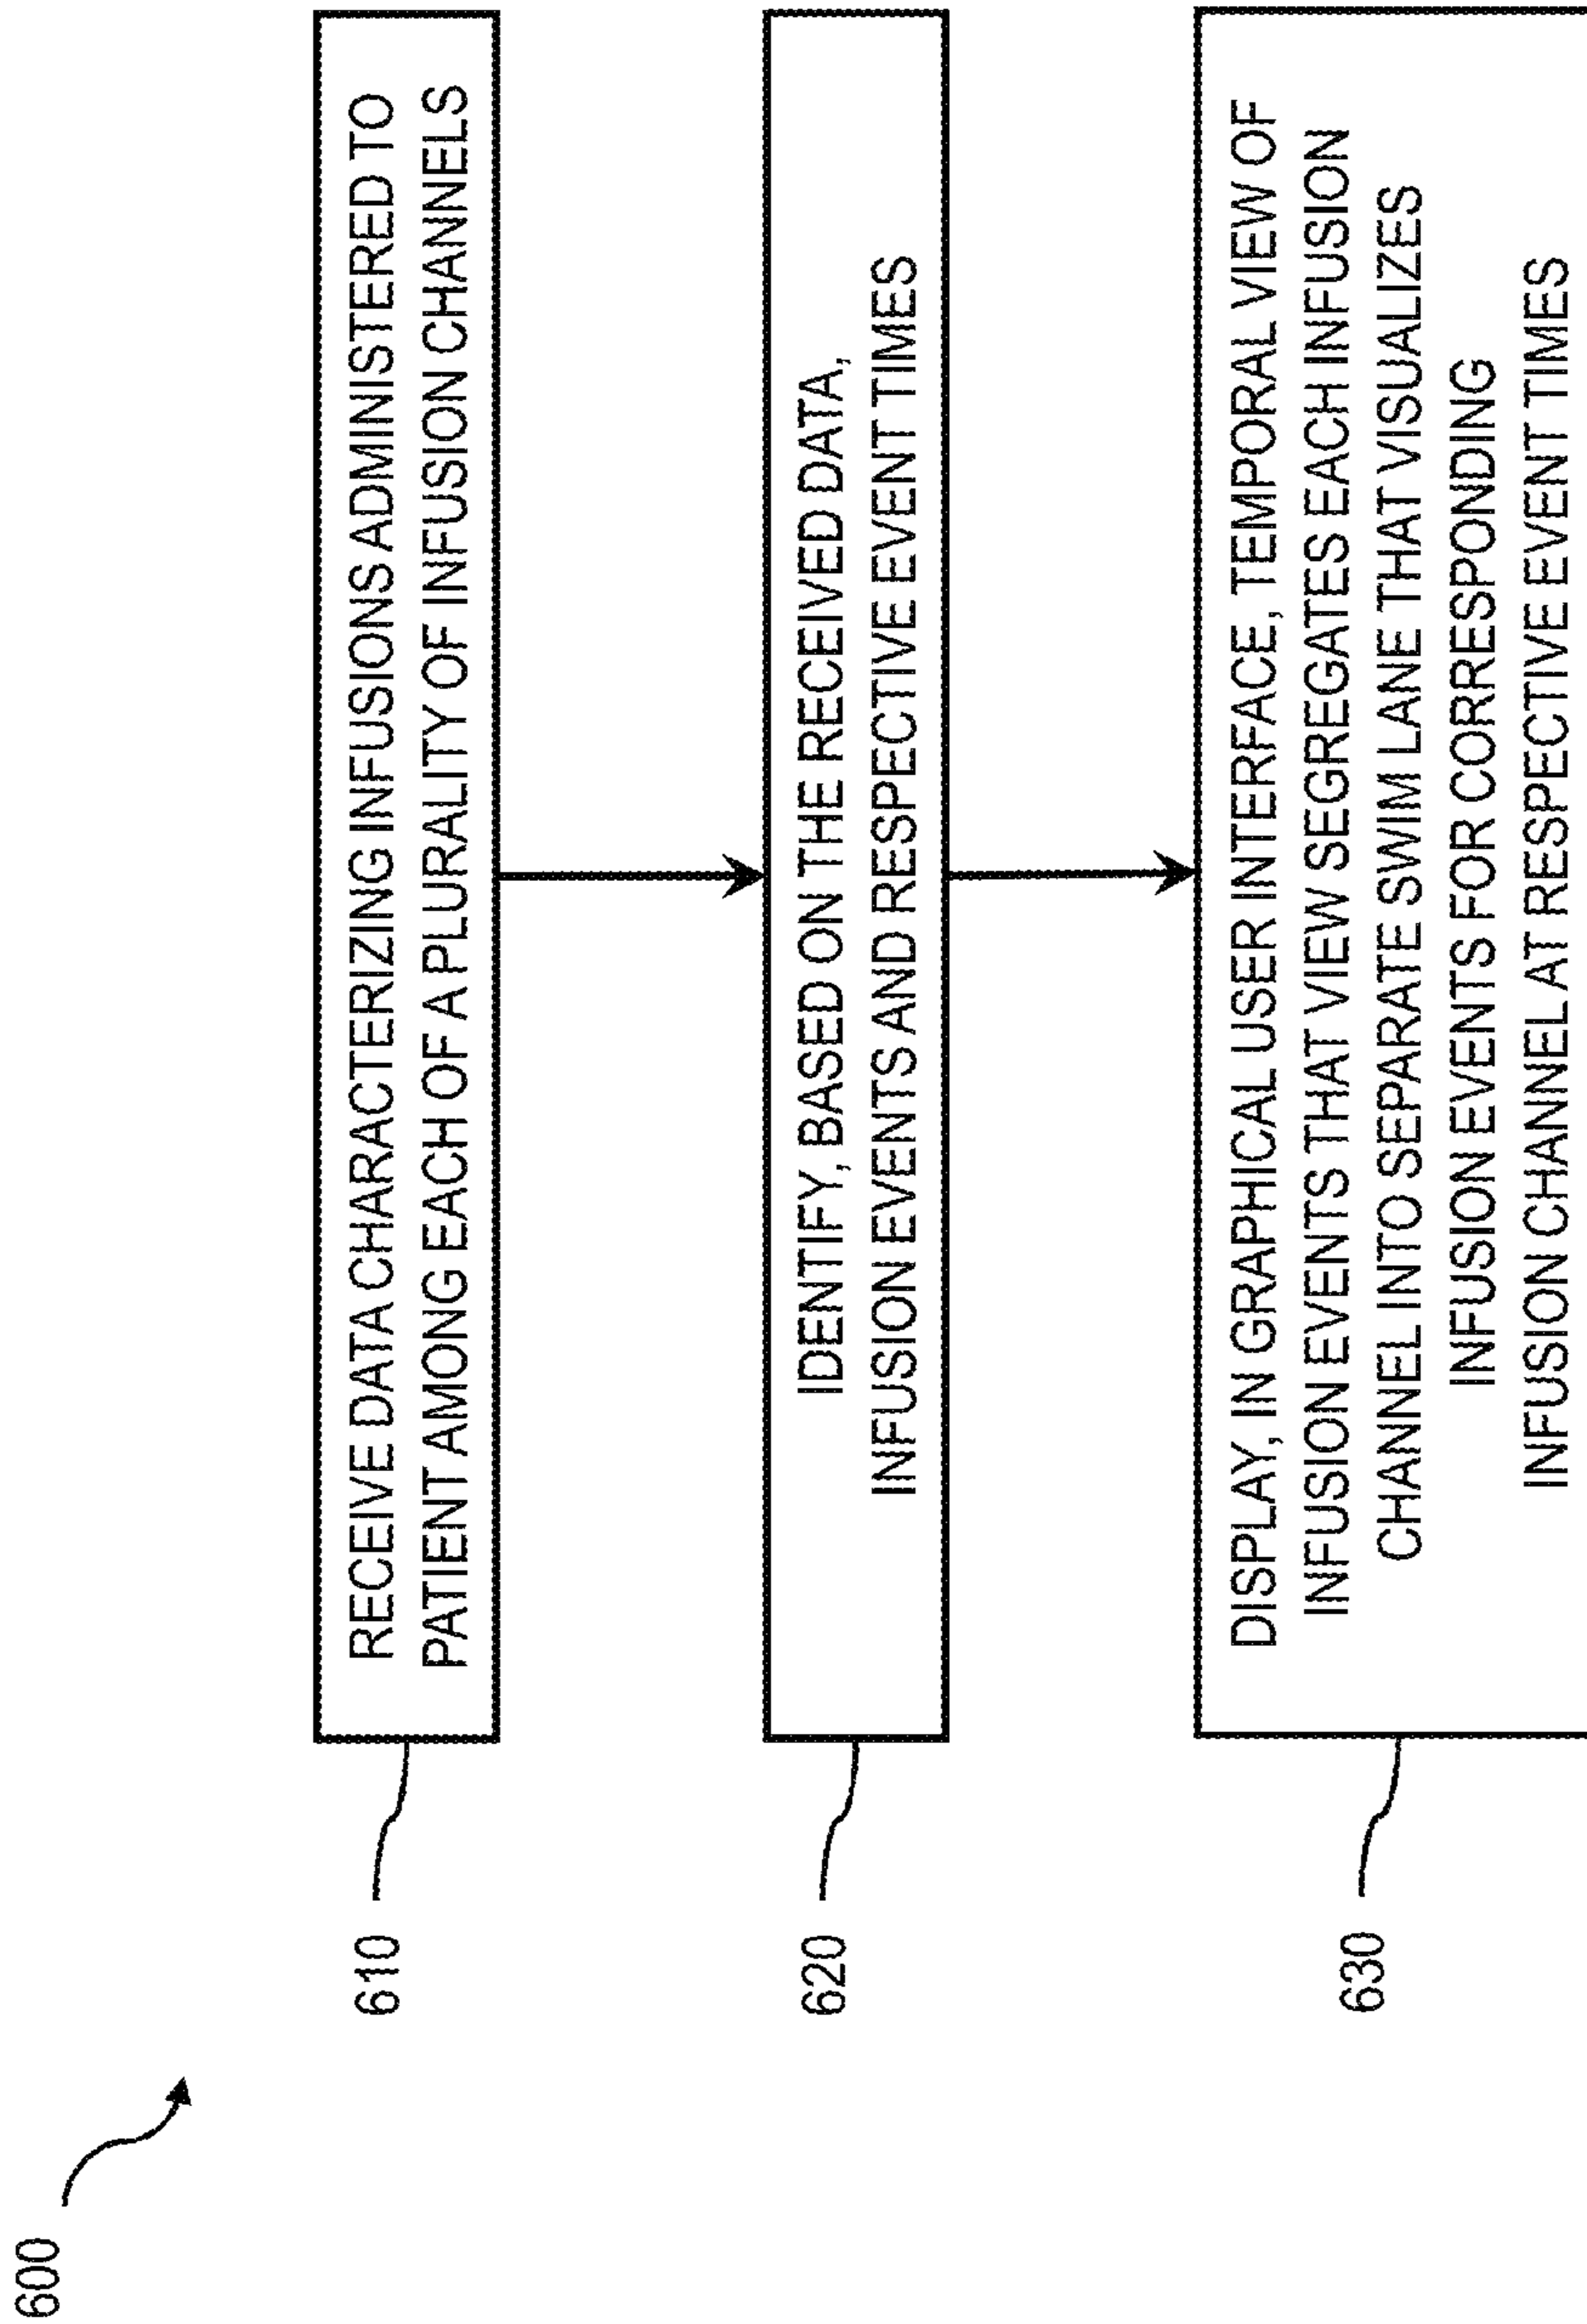 600
610
RECEIVE DATA CHARACTERIZING INFUSIONS ADMINISTERED TO
PATIENT AMONG EACH OF A PLURALITY OF INFUSION CHANNELS
620
IDENTIFY, BASED ON THE RECEIVED DATA,
INFUSION EVENTS AND RESPECTIVE EVENT TIMES
630
DISPLAY, IN GRAPHICAL USER INTERFACE, TEMPORAL VIEW OF
INFUSION EVENTS THAT VIEW SEGREGATES EACH INFUSION
CHANNEL INTO SEPARATE SWIM LANE THAT VISUALIZES
INFUSION EVENTS FOR CORRESPONDING
INFUSION CHANNEL AT RESPECTIVE EVENT TIMES